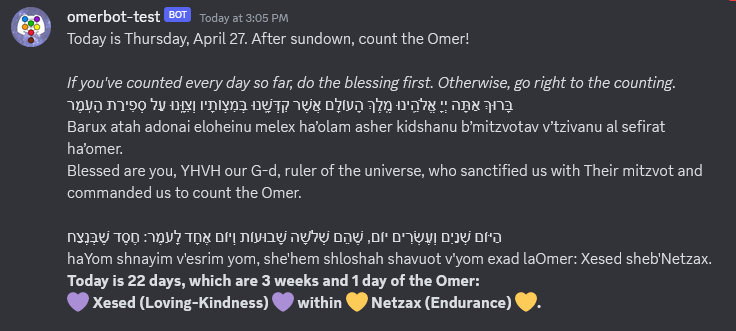 omerbot-test BOT Today at 3:05 PM
Today is Thursday, April 27. After sundown, count the Omer!
If you've counted every day so far, do the blessing first. Otherwise, go right to the counting.
בָּרוּךְ אַתָּה יְיָ אֱלֹהֵֽינוּ מֶֽלֶךְ הָעוֹלָם אֲשֶׁר קִדְּשָֽׁנוּ בְּמִצְוֹתָיו וְצִוָּֽנוּ עַל סְפִירַת הָעֹֽמֶר
Barux atah adonai eloheinu melex ha'olam asher kidshanu b'mitzvotav v'tzivanu al sefirat
ha'omer.
Blessed are you, YHVH our G-d, ruler of the universe, who sanctified us with Their mitzvot and
commanded us to count the Omer.
הַיּוֹם שְׁנַיִם וְעֶשְׂרִים יוֹם, שֶׁהֵם שְׁלֹשָׁה שָׁבוּעוֹת וְיוֹם אֶחָד לָעֹמֶר: חֶסֶד שֶׁבְּנֶצַח
haYom shnayim v'esrim yom, she'hem shloshah shavuot v'yom exad laOmer: Xesed sheb'Netzax.
Today is 22 days, which are 3 weeks and 1 day of the Omer:
💜 Xesed (Loving-Kindness) 💜 within 💛 Netzax (Endurance) 💛.